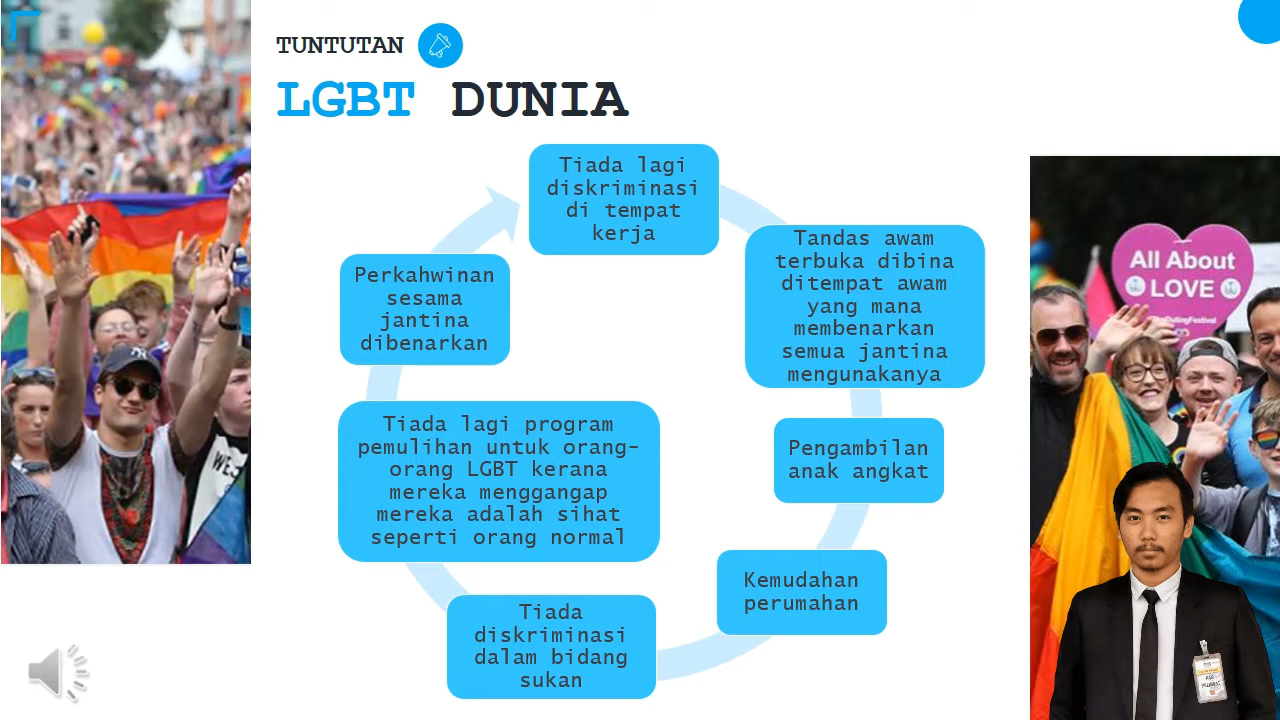 TUNTUTAN
LGBT DUNIA
Tiada lagi
diskriminasi
di tempat
kerja
Tandas awam
terbuka dibina
ditempat awam
yang mana
membenarkan
semua jantina
mengunakanya
Pengambilan
anak angkat
Kemudahan
perumahan
Tiada
diskriminasi
dalam bidang
sukan
Tiada lagi program
pemulihan untuk orang-
orang LGBT kerana
mereka menggangap
mereka adalah sihat
seperti orang normal
Perkahwinan
sesama
jantina
dibenarkan
All About
LOVE